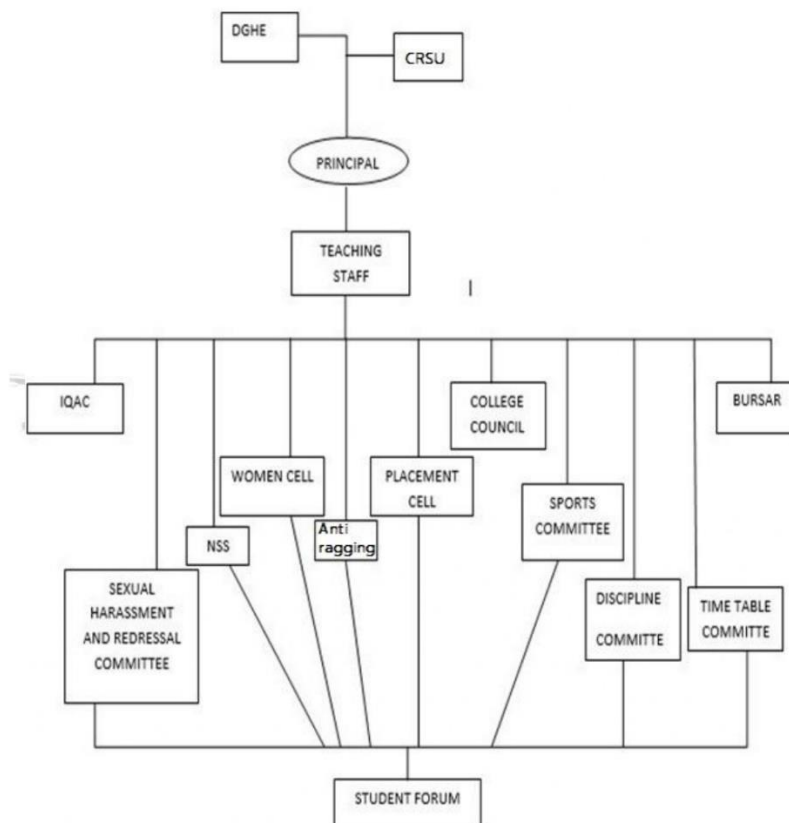 DGHE
CRSU
PRINCIPAL
TEACHING
STAFF
IQAC
COLLEGE
COUNCIL
BURSAR
WOMEN CELL
PLACEMENT
CELL
SPORTS
COMMITTEE
NSS
Anti
ragging
SEXUAL
HARASSMENT
AND REDRESSAL
COMMITTEE
DISCIPLINE
COMMITTE
TIME TABLE
COMMITTE
STUDENT FORUM